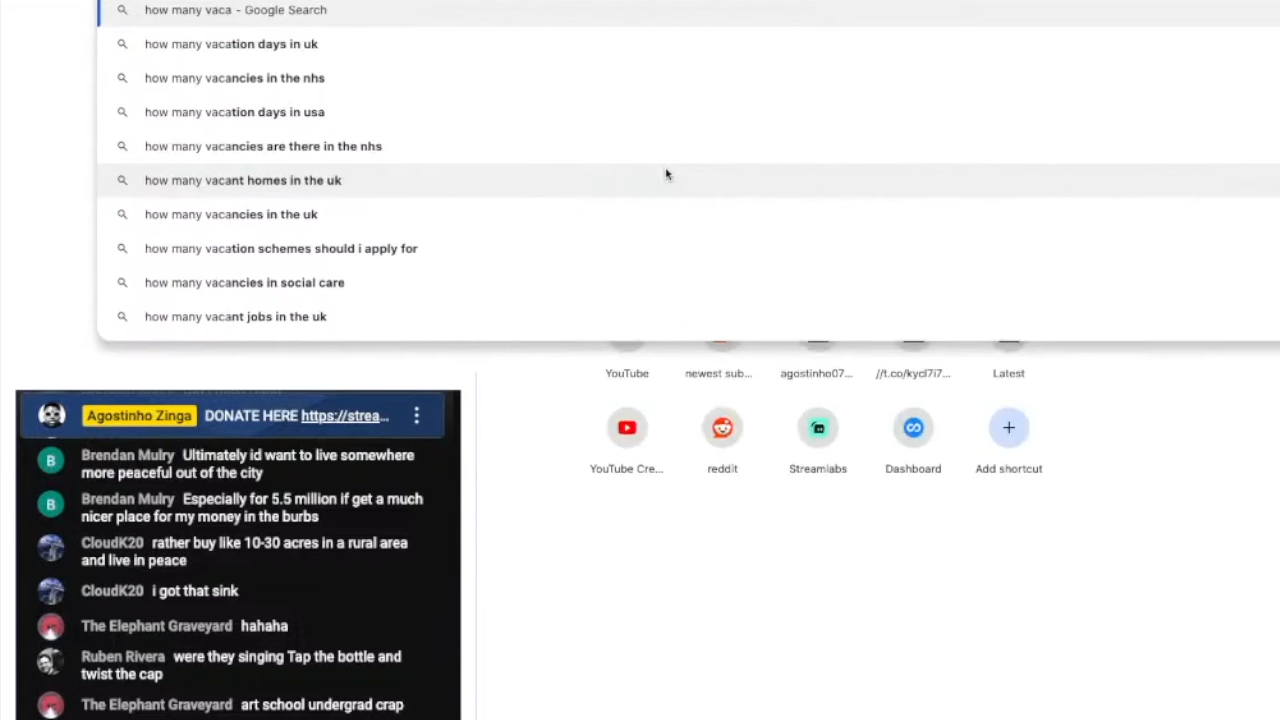 how many vaca - Google Search
how many vacation days in uk
how many vacancies in the nhs
how many vacation days in usa
how many vacancies are there in the nhs
how many vacant homes in the uk
how many vacancies in the uk
how many vacation schemes should i apply for
how many vacancies in social care
how many vacant jobs in the uk
YouTube
newest sub...
agostinho07...
//t.co/kycl7i7...
Latest
YouTube Cre...
reddit
Streamlabs
Dashboard
Add shortcut
Agostinho Zinga DONATE HERE https://strea...
B Brendan Mulry Ultimately id want to live somewhere
more peaceful out of the city
B Brendan Mulry Especially for 5.5 million if get a much
nicer place for my money in the burbs
CloudK20 rather buy like 10-30 acres in a rural area
and live in peace
CloudK20 i got that sink
The Elephant Graveyard hahaha
Ruben Rivera were they singing Tap the bottle and
twist the cap
The Elephant Graveyard art school undergrad crap